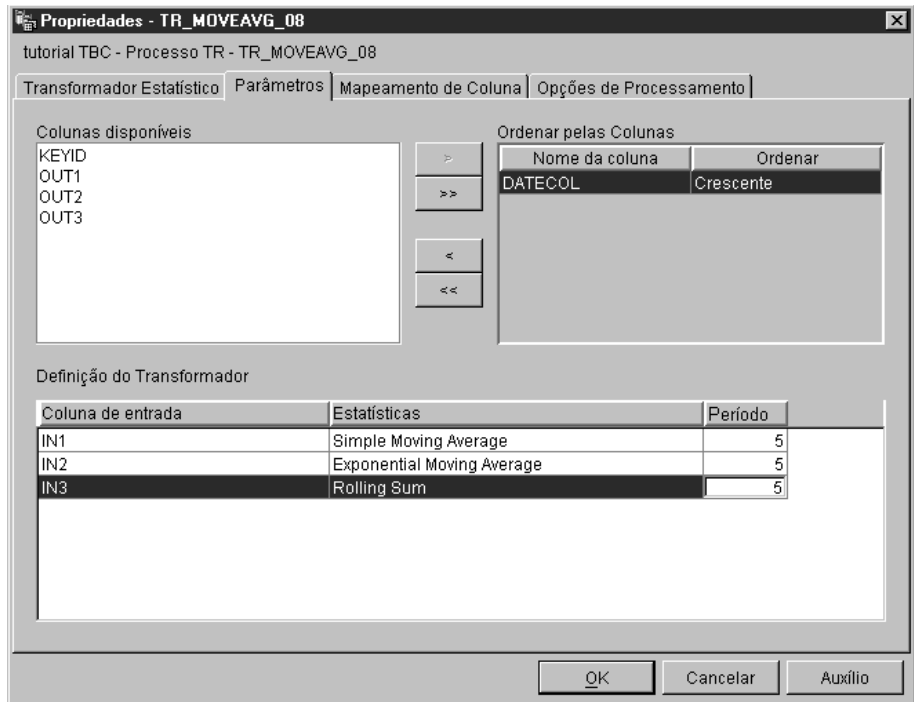 Propriedades - TR_MOVEAVG_08
tutorial TBC - Processo TR - TR_MOVEAVG_08
Transformador Estatístico Parâmetros Mapeamento de Coluna Opções de Processamento
Colunas disponíveis
KEYID
OUT1
OUT2
OUT3
>
>>
<
<<
Ordenar pelas Colunas
Nome da coluna Ordenar
DATECOL Crescente
Definição do Transformador
Coluna de entrada Estatísticas Período
IN1 Simple Moving Average 5
IN2 Exponential Moving Average 5
IN3 Rolling Sum 5
OK Cancelar Auxílio